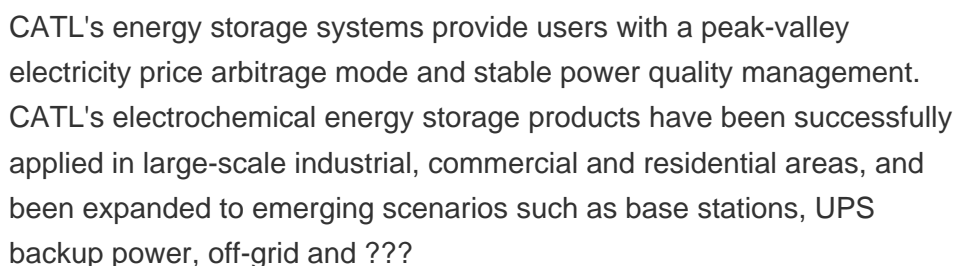 CATL's energy storage systems provide users with a peak-valley
electricity price arbitrage mode and stable power quality management.
CATL's electrochemical energy storage products have been successfully
applied in large-scale industrial, commercial and residential areas, and
been expanded to emerging scenarios such as base stations, UPS
backup power, off-grid and ???